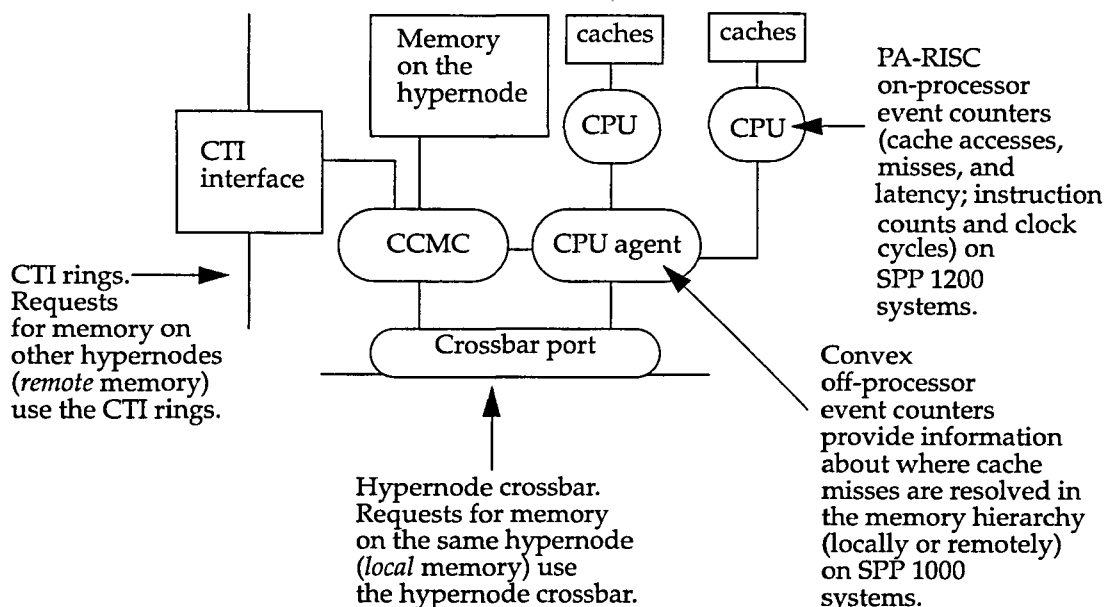 Memory
on the
hypernode
caches
caches
CPU
CPU
CTI
interface
CCMC
CPU agent
Crossbar port
PA-RISC
on-processor
event counters
(cache accesses,
misses, and
latency; instruction
counts and clock
cycles) on
SPP 1200
systems.
CTI rings.
Requests
for memory on
other hypernodes
(remote memory)
use the CTI rings.
Hypernode crossbar.
Requests for memory
on the same hypernode
(local memory) use
the hypernode crossbar.
Convex
off-processor
event counters
provide information
about where cache
misses are resolved in
the memory hierarchy
(locally or remotely)
on SPP 1000
systems.